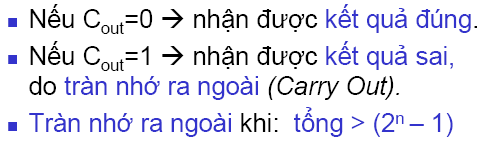 ▪ Nếu Cout=0 → nhận được kết quả đúng.
▪ Nếu Cout=1 → nhận được kết quả sai,
do tràn nhớ ra ngoài (Carry Out).
▪ Tràn nhớ ra ngoài khi: tổng > (2ⁿ – 1)